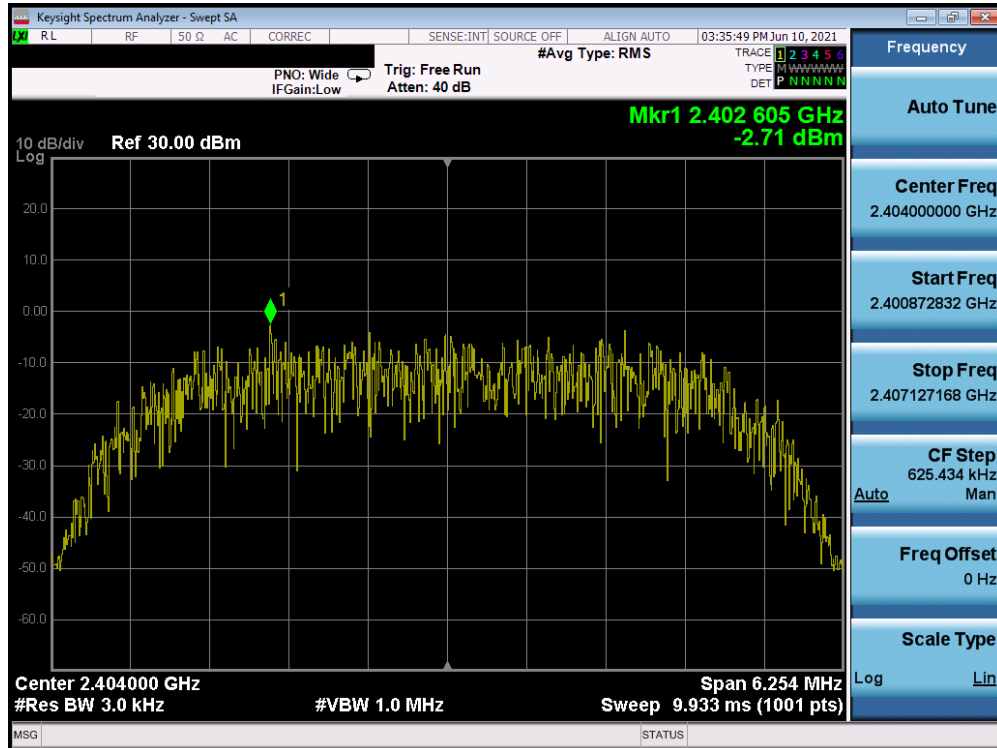 Keysight Spectrum Analyzer - Swept SA
LXI RL RF 50 Ω AC CORREC SENSE:INT SOURCE OFF ALIGN AUTO 03:35:49 PM Jun 10, 2021
#Avg Type: RMS
TRACE 1 2 3 4 5 6
TYPE M WWWWW
DET P N N N N N
PNO: Wide
IFGain:Low
Trig: Free Run
Atten: 40 dB
Mkr1 2.402 605 GHz
-2.71 dBm
10 dB/div Ref 30.00 dBm
Log
20.0
10.0
0.00
-10.0
-20.0
-30.0
-40.0
-50.0
-60.0
1
Center 2.404000 GHz
Span 6.254 MHz
#Res BW 3.0 kHz
#VBW 1.0 MHz
Sweep 9.933 ms (1001 pts)
MSG
STATUS
Frequency
Auto Tune
Center Freq
2.404000000 GHz
Start Freq
2.400872832 GHz
Stop Freq
2.407127168 GHz
CF Step
625.434 kHz
Auto Man
Freq Offset
0 Hz
Scale Type
Log Lin